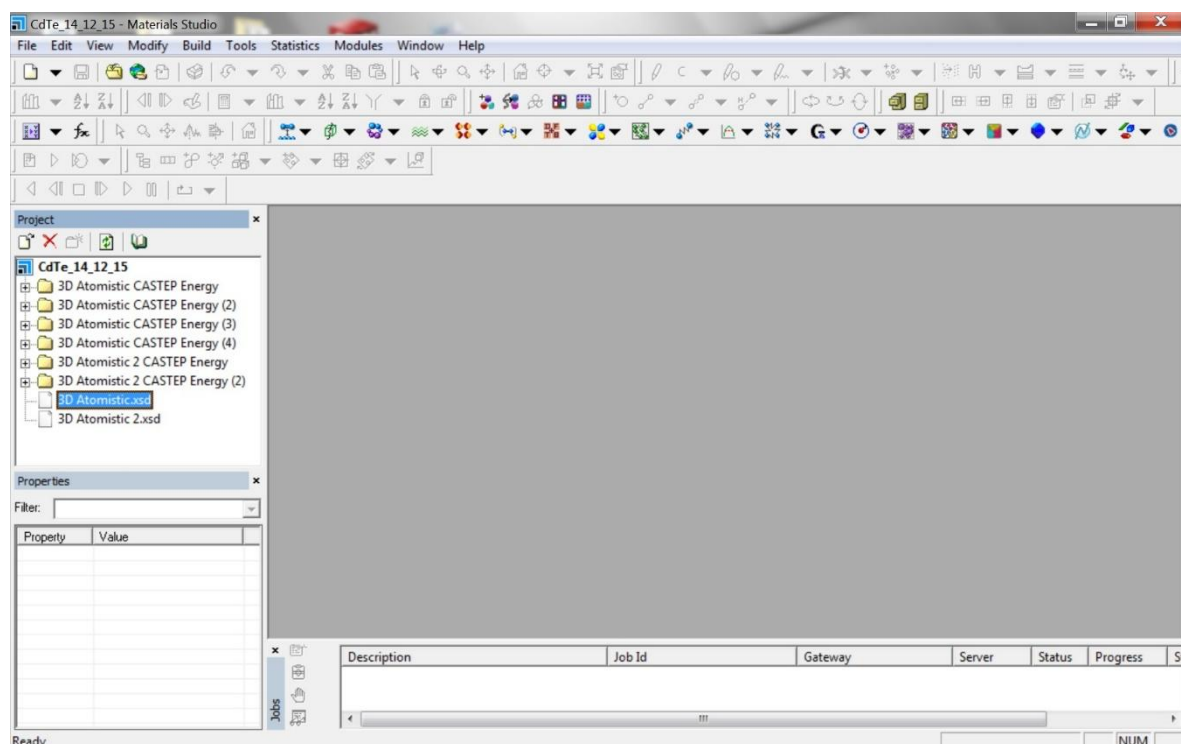 CdTe_14_12_15 - Materials Studio
File Edit View Modify Build Tools Statistics Modules Window Help
Project
CdTe_14_12_15
3D Atomistic CASTEP Energy
3D Atomistic CASTEP Energy (2)
3D Atomistic CASTEP Energy (3)
3D Atomistic CASTEP Energy (4)
3D Atomistic 2 CASTEP Energy
3D Atomistic 2 CASTEP Energy (2)
3D Atomistic.xsd
3D Atomistic 2.xsd
Properties
Filter:
Property Value
Description Job Id Gateway Server Status Progress S
Jobs
Ready NUM